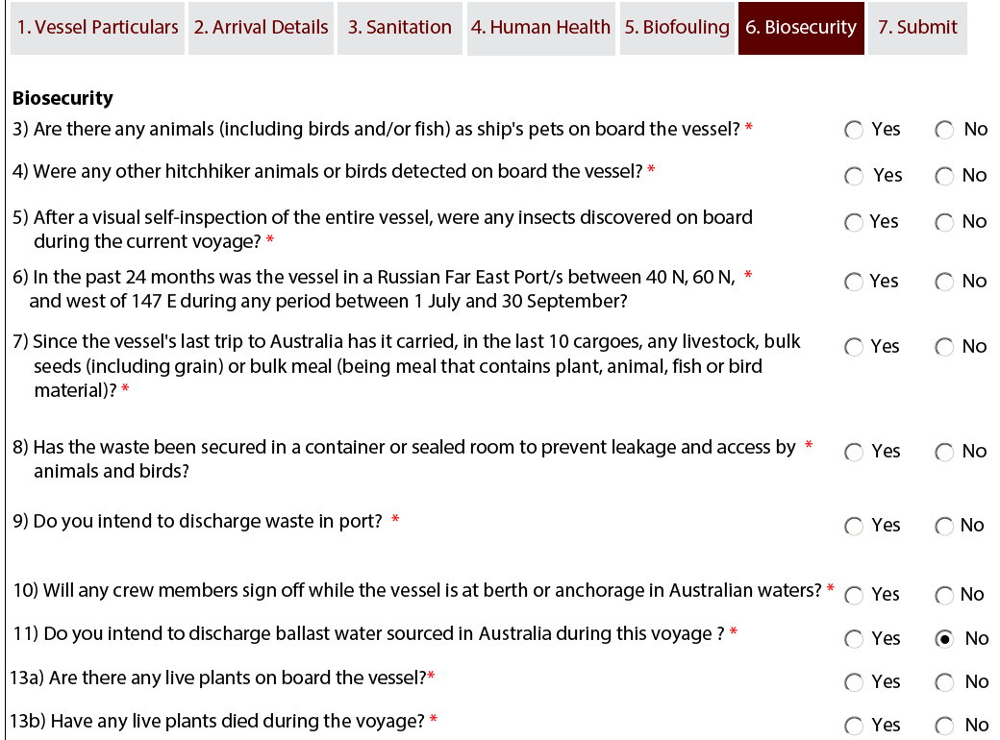 1. Vessel Particulars 2. Arrival Details 3. Sanitation 4. Human Health 5. Biofouling 6. Biosecurity 7. Submit
Biosecurity
3) Are there any animals (including birds and/or fish) as ship's pets on board the vessel? * Yes No
4) Were any other hitchhiker animals or birds detected on board the vessel? * Yes No
5) After a visual self-inspection of the entire vessel, were any insects discovered on board Yes No
during the current voyage? *
6) In the past 24 months was the vessel in a Russian Far East Port/s between 40 N, 60 N, * Yes No
and west of 147 E during any period between 1 July and 30 September?
7) Since the vessel's last trip to Australia has it carried, in the last 10 cargoes, any livestock, bulk Yes No
seeds (including grain) or bulk meal (being meal that contains plant, animal, fish or bird
material)? *
8) Has the waste been secured in a container or sealed room to prevent leakage and access by * Yes No
animals and birds?
9) Do you intend to discharge waste in port? * Yes No
10) Will any crew members sign off while the vessel is at berth or anchorage in Australian waters? * Yes No
11) Do you intend to discharge ballast water sourced in Australia during this voyage ? * Yes No
13a) Are there any live plants on board the vessel?* Yes No
13b) Have any live plants died during the voyage? * Yes No